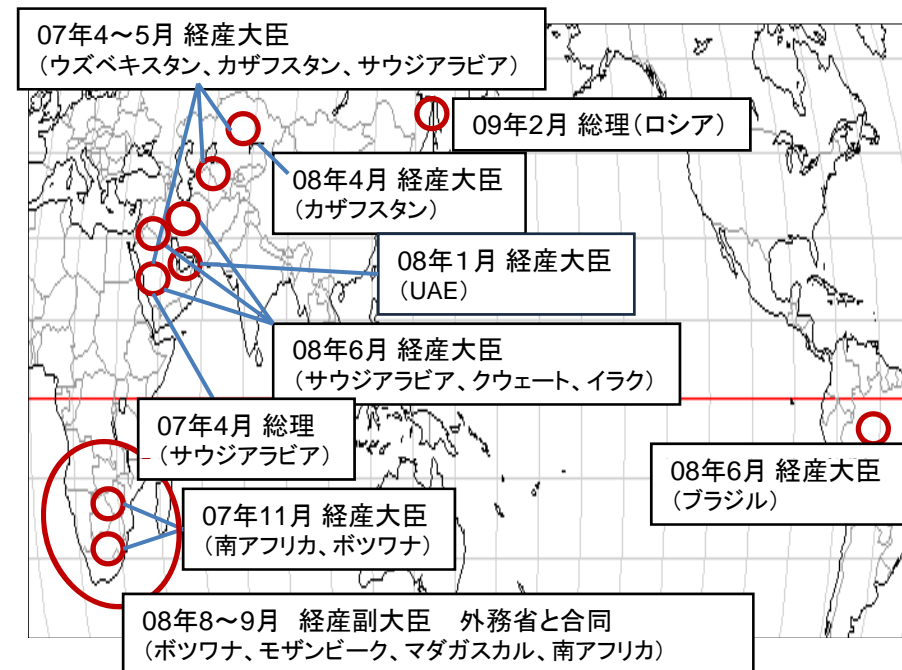 07年4～5月 経産大臣
（ウズベキスタン、カザフスタン、サウジアラビア）
09年2月 総理（ロシア）
08年4月 経産大臣
（カザフスタン）
08年１月 経産大臣
（UAE）
08年6月 経産大臣
（サウジアラビア、クウェート、イラク）
07年4月 総理
（サウジアラビア）
08年6月 経産大臣
（ブラジル）
07年11月 経産大臣
（南アフリカ、ボツワナ）
08年8～9月　経産副大臣　外務省と合同
（ボツワナ、モザンビーク、マダガスカル、南アフリカ）